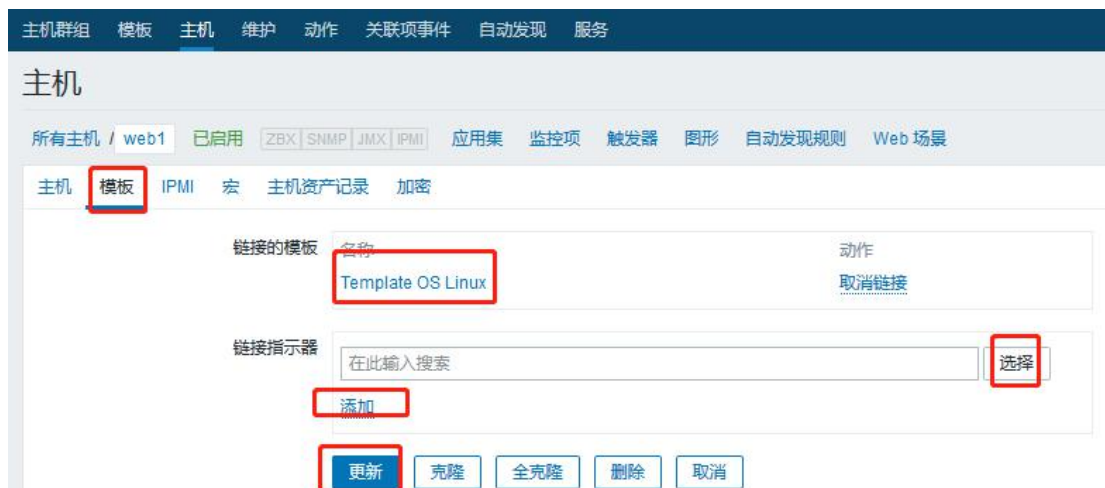 主机群组 模板 主机 维护 动作 关联项事件 自动发现 服务
主机
所有主机 / web1 已启用 ZBX SNMP JMX IPMI 应用集 监控项 触发器 图形 自动发现规则 Web 场景
主机 模板 IPMI 宏 主机资产记录 加密
链接的模板 名称 动作
Template OS Linux 取消链接
链接指示器 在此输入搜索 选择
添加
更新 克隆 全克隆 删除 取消